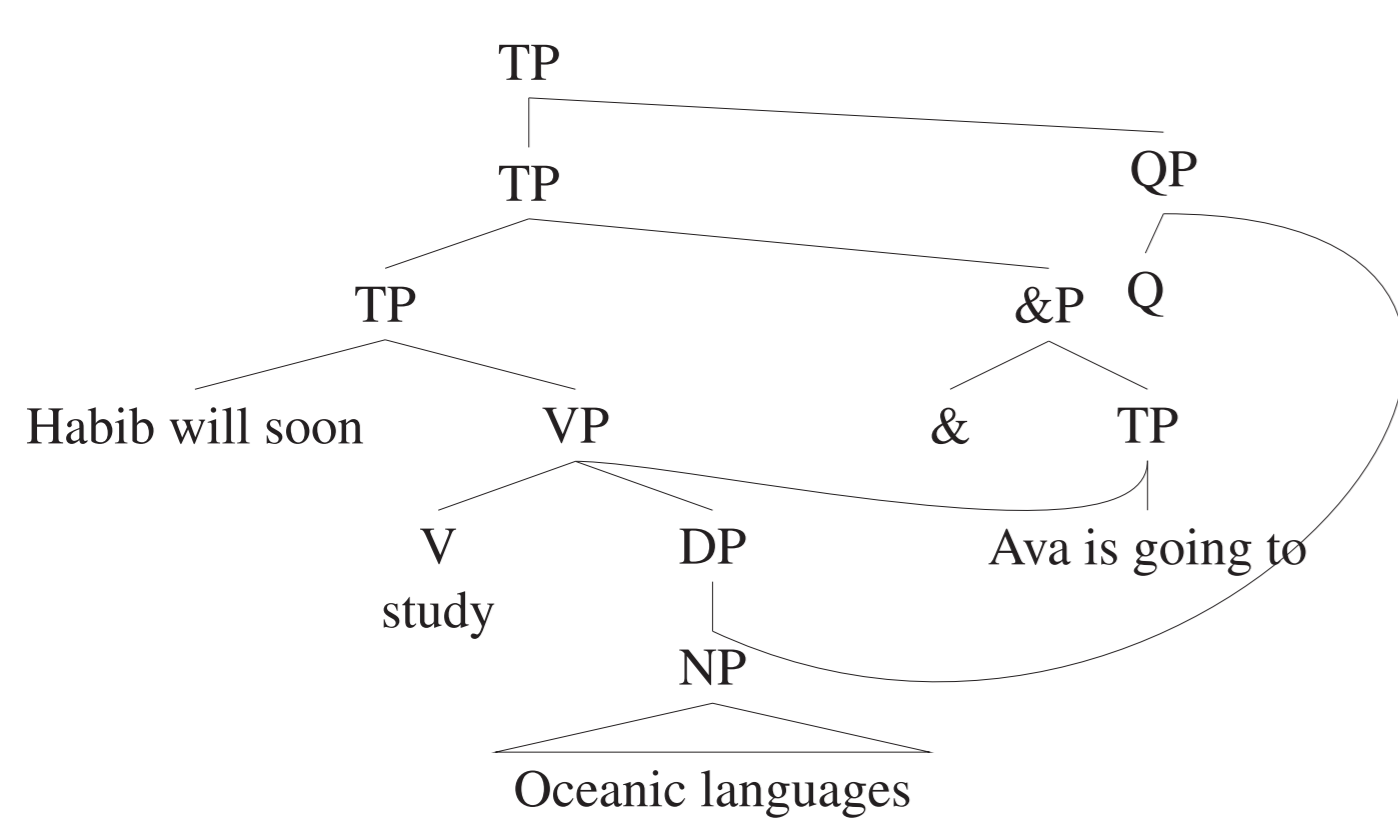 TP
TP QP
TP &P Q
Habib will soon VP & TP
V DP Ava is going to
study
NP
Oceanic languages